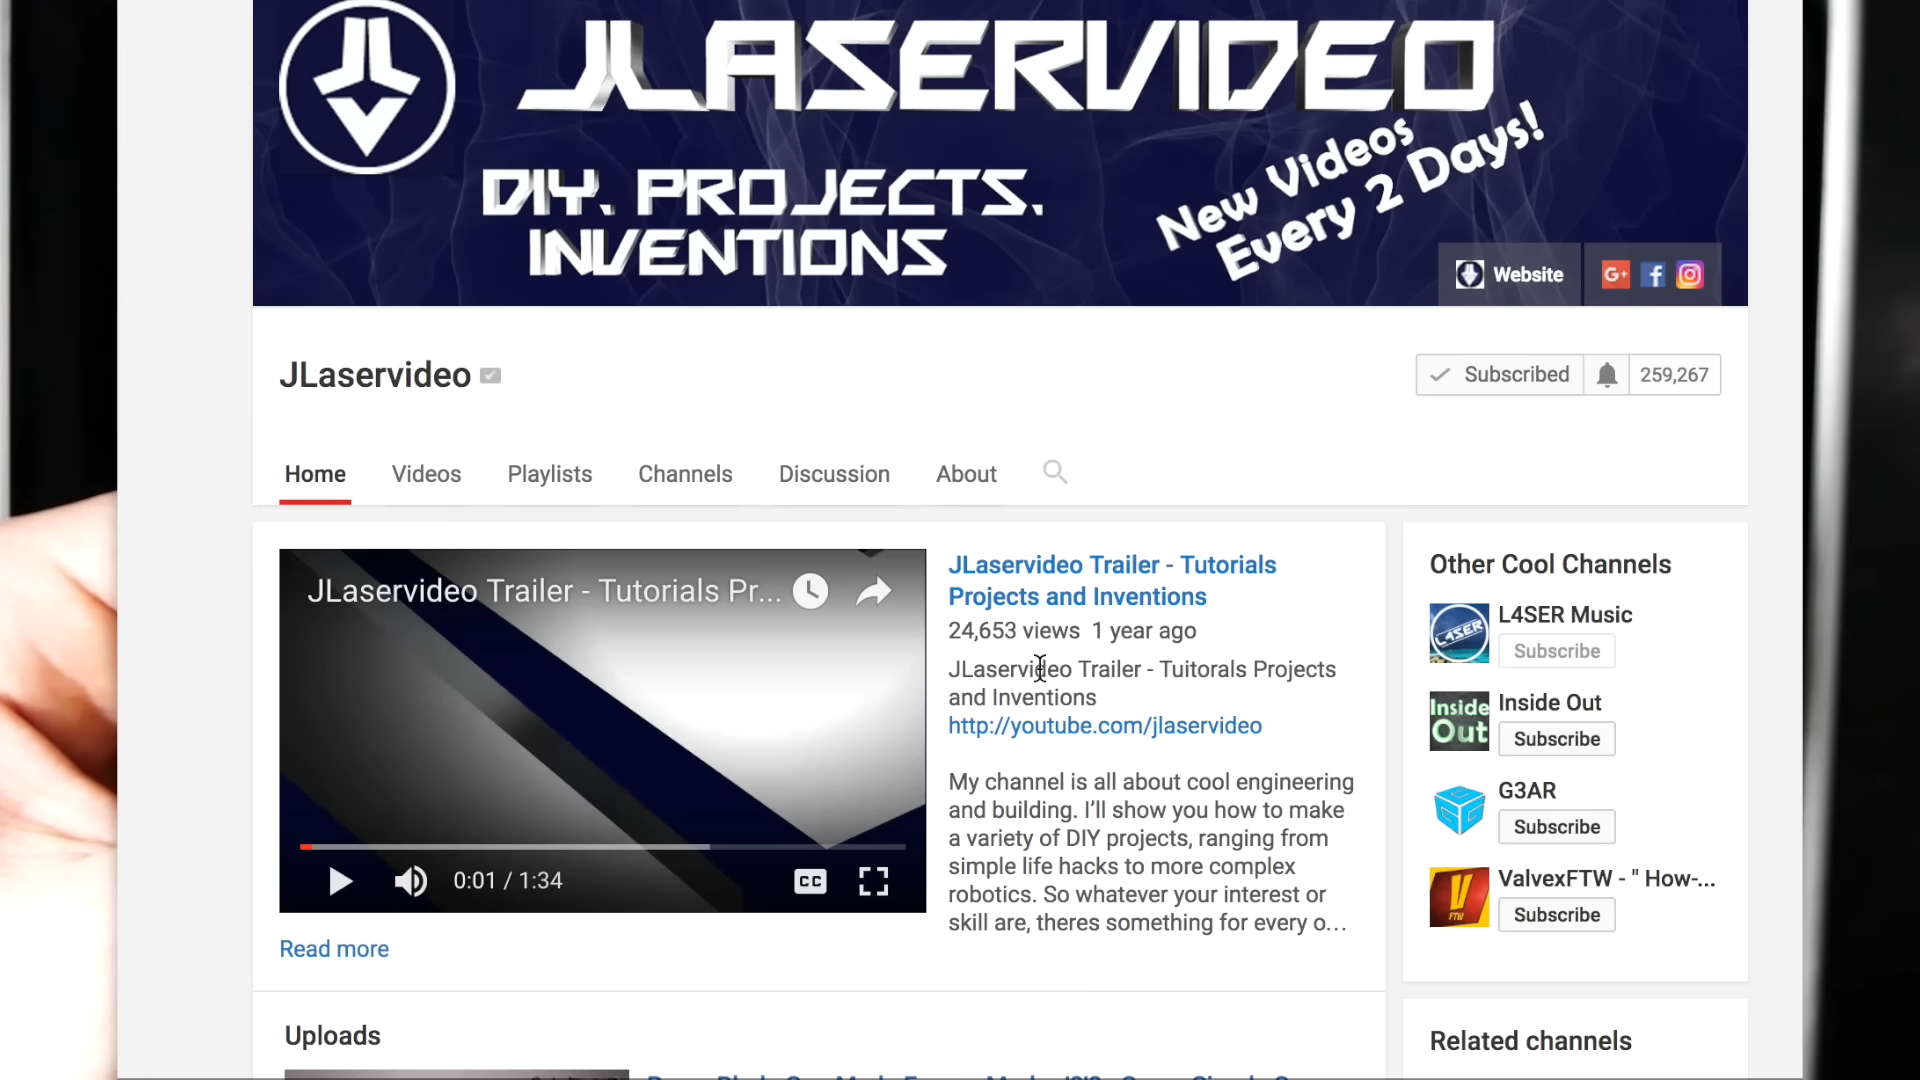 JLASERVIDEO
DIY. PROJECTS.
INVENTIONS
New Videos
Every 2 Days!
Website
G+ f
JLaservideo
Subscribed 259,267
Home Videos Playlists Channels Discussion About
JLaservideo Trailer - Tutorials Pr...
0:01 / 1:34
CC
Read more
JLaservideo Trailer - Tutorials
Projects and Inventions
24,653 views 1 year ago
JLaservideo Trailer - Tuitorals Projects
and Inventions
http://youtube.com/jlaservideo
My channel is all about cool engineering
and building. I'll show you how to make
a variety of DIY projects, ranging from
simple life hacks to more complex
robotics. So whatever your interest or
skill are, theres something for every o...
Other Cool Channels
L4SER
L4SER Music
Subscribe
Inside
Out
Inside Out
Subscribe
G3AR
Subscribe
V
FTW
ValvexFTW - " How-...
Subscribe
Uploads
Related channels